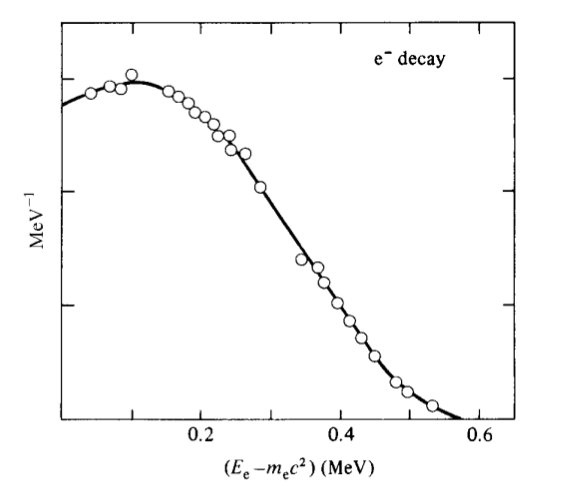 e⁻ decay
MeV⁻¹
0.2 0.4 0.6
(Eₑ – mₑc²) (MeV)